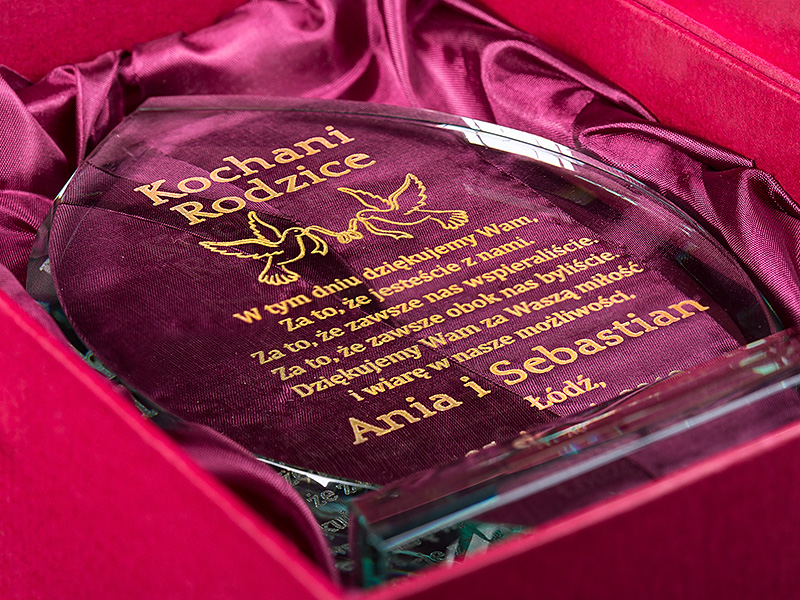 Kochani
Rodzice
W tym dniu dziękujemy Wam,
Za to, że jesteście z nami.
Za to, że zawsze nas wspieraliście.
Za to, że zawsze obok nas byliście.
Dziękujemy Wam za Waszą miłość
i wiarę w nasze możliwości.
Ania i Sebastian
Łódź,